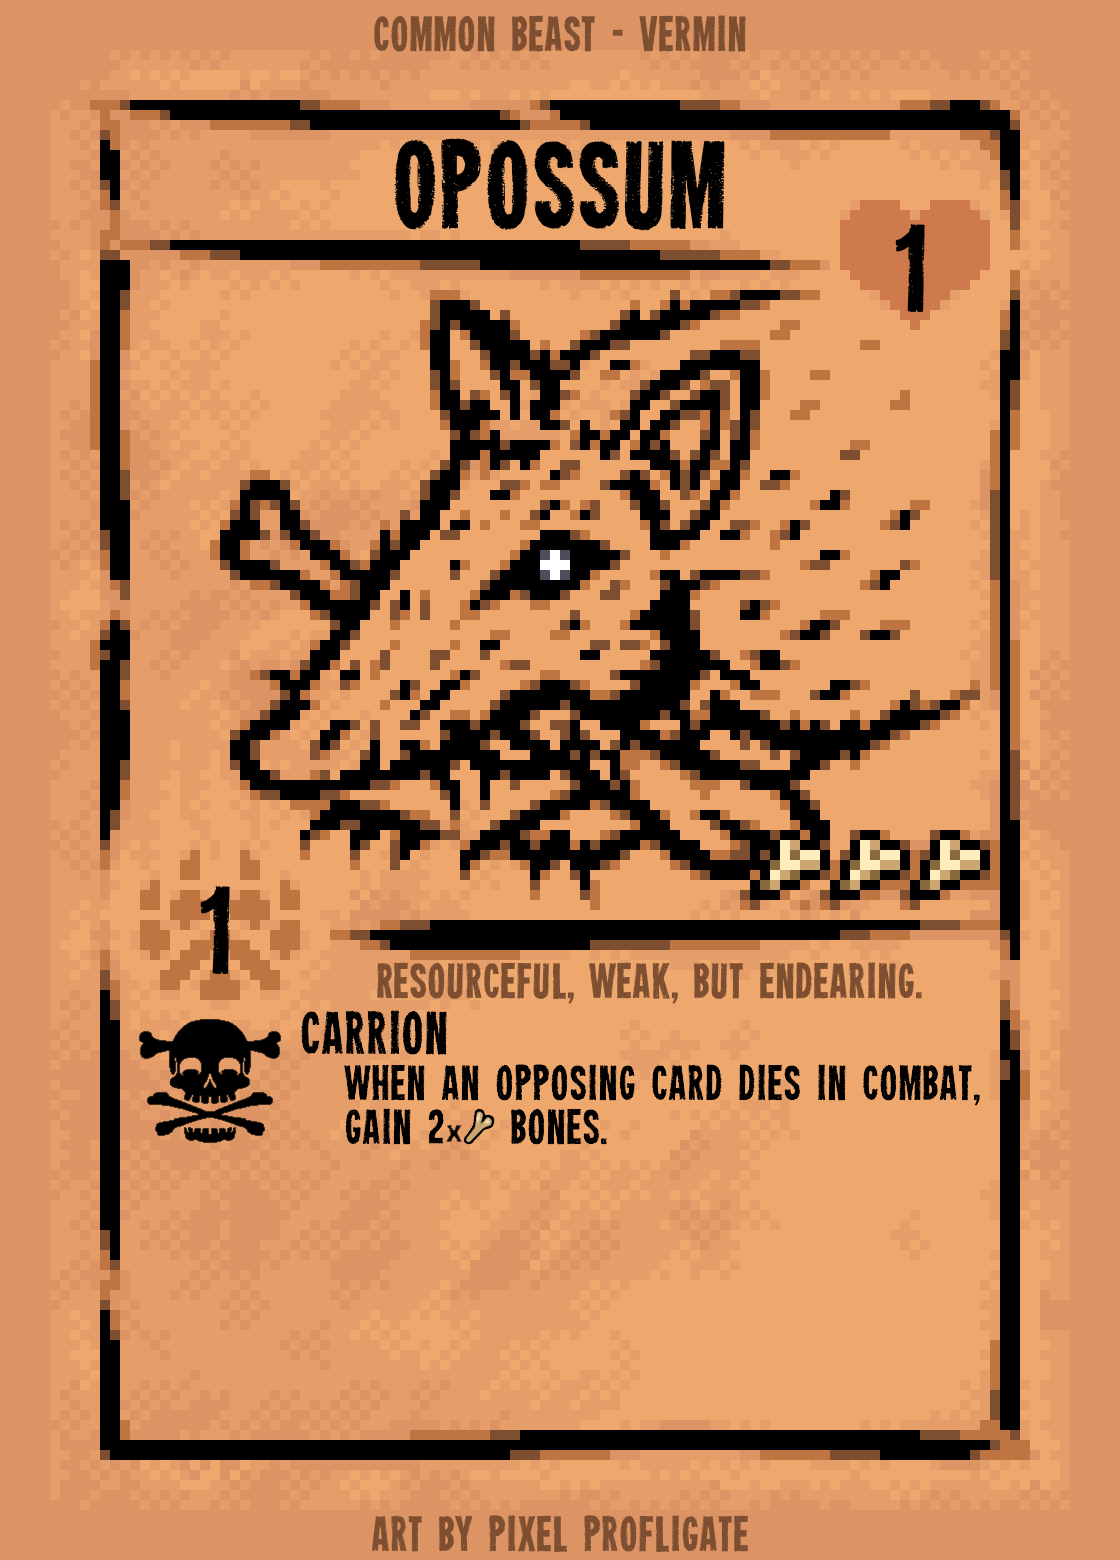 COMMON BEAST - VERMIN
OPOSSUM
1
1
RESOURCEFUL, WEAK, BUT ENDEARING.
CARRION
WHEN AN OPPOSING CARD DIES IN COMBAT,
GAIN 2x BONES.
ART BY PIXEL PROFLIGATE